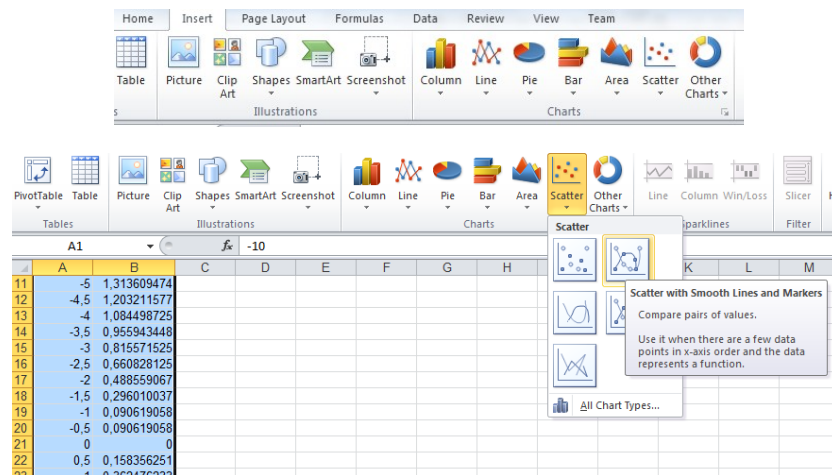 Home Insert Page Layout Formulas Data Review View Team
Table Picture Clip Art Shapes SmartArt Screenshot Column Line Pie Bar Area Scatter Other Charts
s Illustrations Charts
PivotTable Table Picture Clip Art Shapes SmartArt Screenshot Column Line Pie Bar Area Scatter Other Charts Line Column Win/Loss Slicer
Tables Illustrations Charts Sparklines Filter
A1 fx -10
Scatter
A B C D E F G H K L M
11 -5 1,313609474
12 -4,5 1,203211577
13 -4 1,084498725
14 -3,5 0,955943448
15 -3 0,815571525
16 -2,5 0,660828125
17 -2 0,488559067
18 -1,5 0,296010037
19 -1 0,090619058
20 -0,5 0,090619058
21 0 0
22 0,5 0,158356251
Scatter with Smooth Lines and Markers
Compare pairs of values.
Use it when there are a few data
points in x-axis order and the data
represents a function.
All Chart Types...